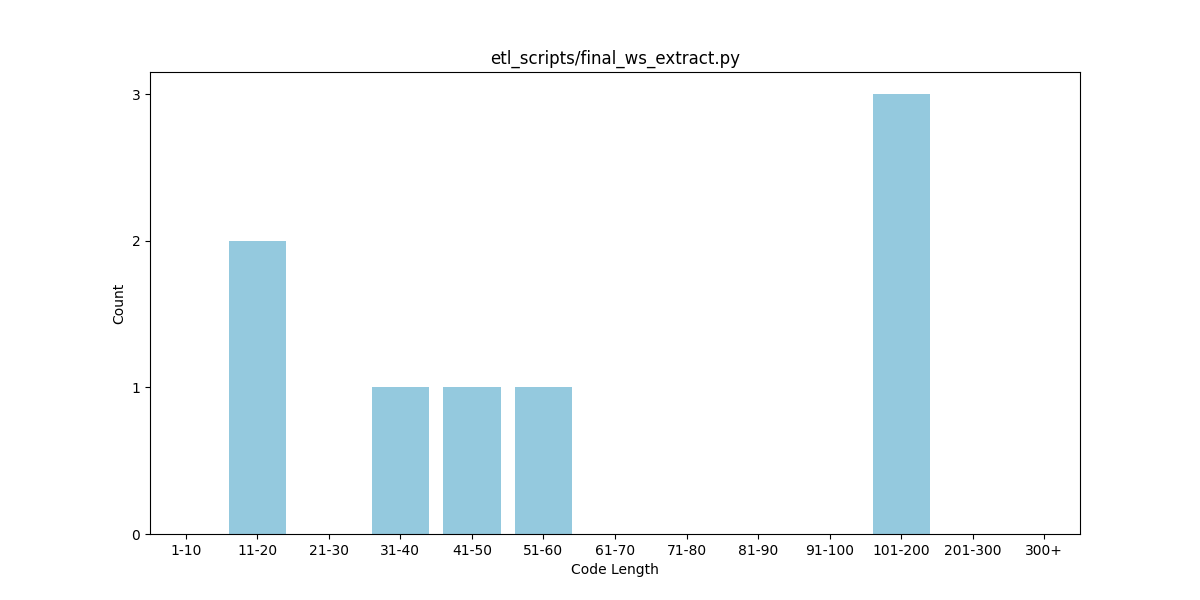 etl_scripts/final_ws_extract.py
3
2
1
0
Count
1-10 11-20 21-30 31-40 41-50 51-60 61-70 71-80 81-90 91-100 101-200 201-300 300+
Code Length